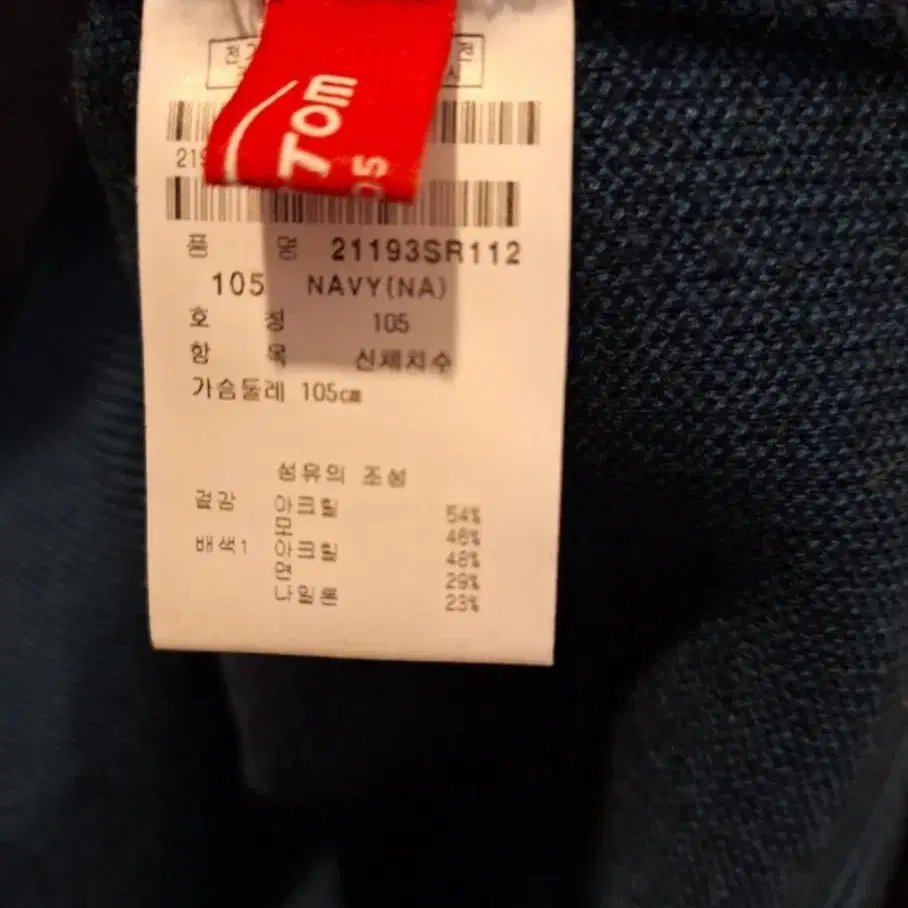 TOM
05
219
품 명 21193SR112
105 NAVY(NA)
호 칭 105
항 목 신체치수
가슴둘레 105cm
섬유의 조성
겉감 아크릴 54%
모 46%
배색1 아크릴 48%
면 29%
나일론 23%